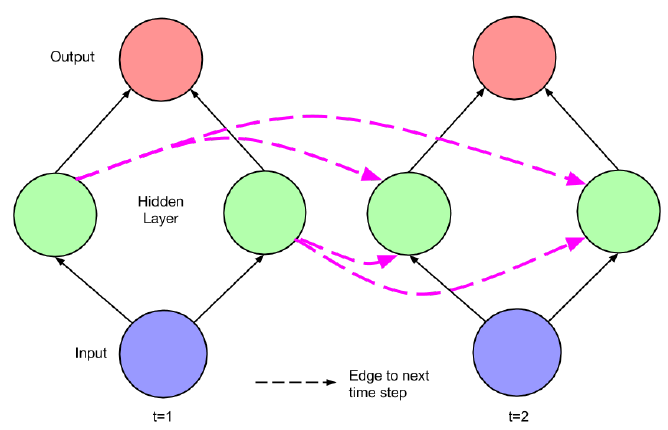 Output
Hidden
Layer
Input
Edge to next
time step
t=1
t=2